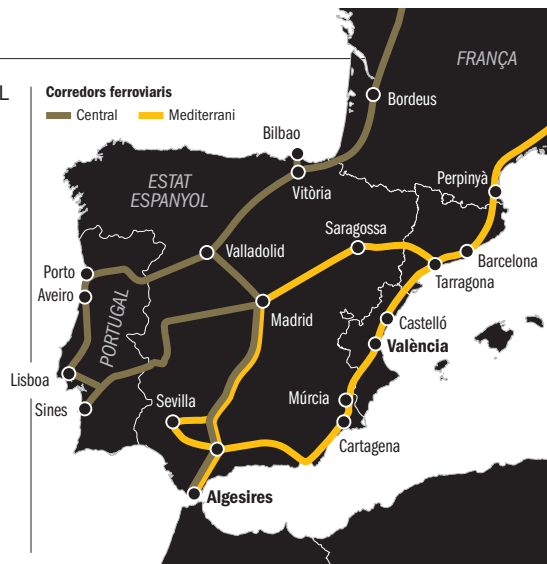 L
Corredors ferroviaris
Central
Mediterrani
FRANÇA
Bordeus
Bilbao
Vitòria
ESTAT
ESPANYOL
Perpinyà
Saragossa
Valladolid
Porto
Aveiro
Barcelona
Tarragona
Madrid
PORTUGAL
Castelló
València
Lisboa
Sines
Sevilla
Múrcia
Cartagena
Algesires